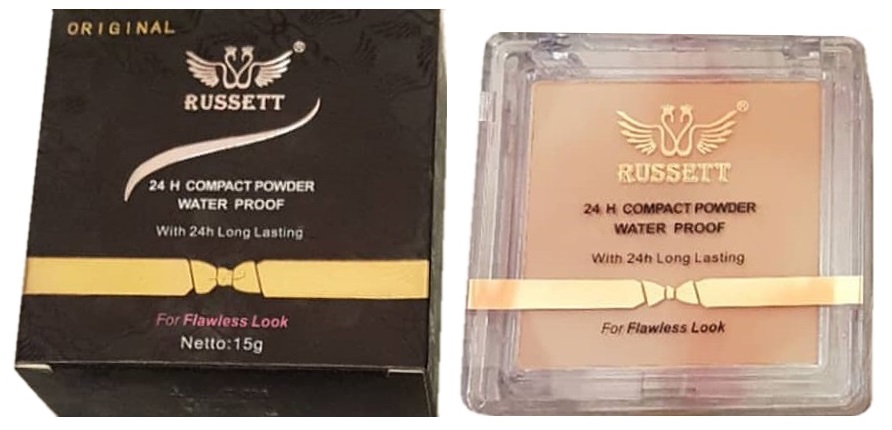 ORIGINAL
®
RUSSETT
24 H COMPACT POWDER
WATER PROOF
With 24h Long Lasting
For Flawless Look
Netto:15g
®
RUSSETT
24 H COMPACT POWDER
WATER PROOF
With 24h Long Lasting
For Flawless Look